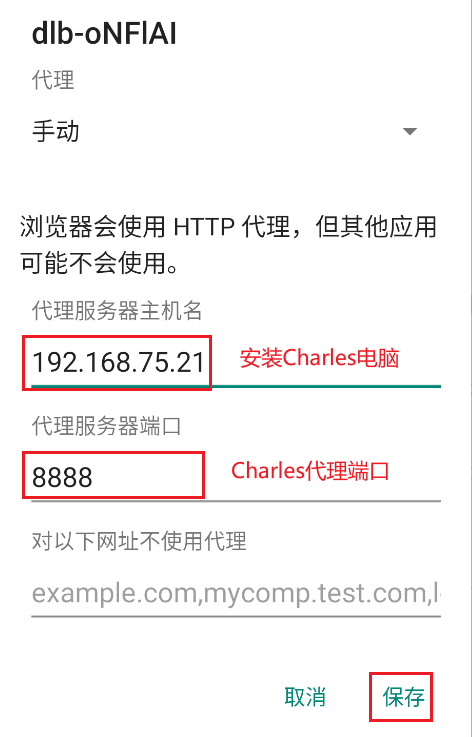 dlb-oNFlAI
代理
手动
浏览器会使用 HTTP 代理，但其他应用
可能不会使用。
代理服务器主机名
192.168.75.21 安装Charles电脑
代理服务器端口
8888 Charles代理端口
对以下网址不使用代理
example.com,mycomp.test.com,l
取消 保存